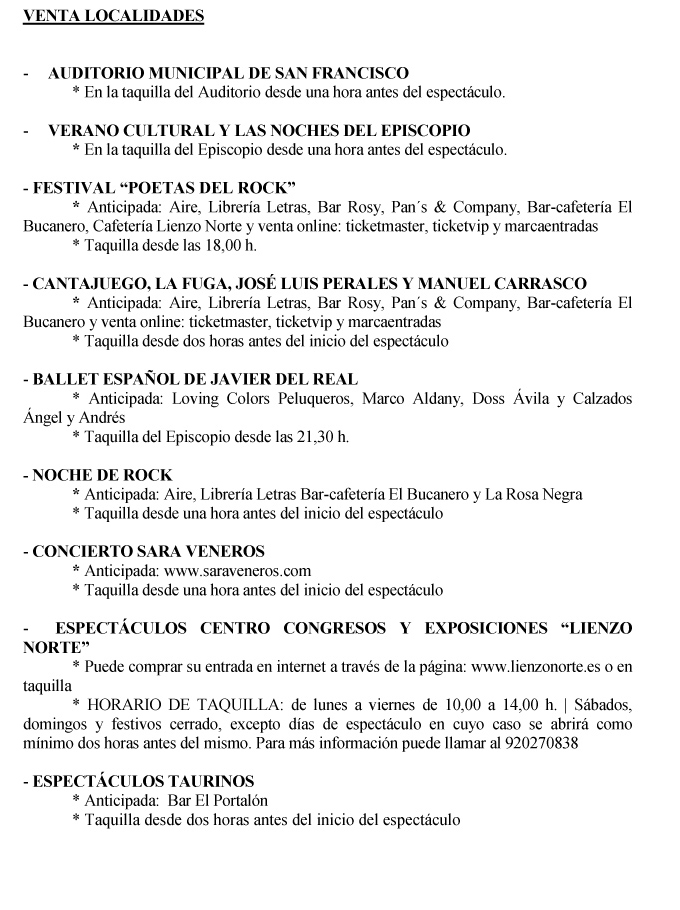 VENTA LOCALIDADES
- AUDITORIO MUNICIPAL DE SAN FRANCISCO
* En la taquilla del Auditorio desde una hora antes del espectáculo.
- VERANO CULTURAL Y LAS NOCHES DEL EPISCOPIO
* En la taquilla del Episcopio desde una hora antes del espectáculo.
- FESTIVAL “POETAS DEL ROCK”
* Anticipada: Aire, Librería Letras, Bar Rosy, Pan´s & Company, Bar-cafetería El
Bucanero, Cafetería Lienzo Norte y venta online: ticketmaster, ticketvip y marcaentradas
* Taquilla desde las 18,00 h.
- CANTAJUEGO, LA FUGA, JOSÉ LUIS PERALES Y MANUEL CARRASCO
* Anticipada: Aire, Librería Letras, Bar Rosy, Pan´s & Company, Bar-cafetería El
Bucanero y venta online: ticketmaster, ticketvip y marcaentradas
* Taquilla desde dos horas antes del inicio del espectáculo
- BALLET ESPAÑOL DE JAVIER DEL REAL
* Anticipada: Loving Colors Peluqueros, Marco Aldany, Doss Ávila y Calzados
Ángel y Andrés
* Taquilla del Episcopio desde las 21,30 h.
- NOCHE DE ROCK
* Anticipada: Aire, Librería Letras Bar-cafetería El Bucanero y La Rosa Negra
* Taquilla desde una hora antes del inicio del espectáculo
- CONCIERTO SARA VENEROS
* Anticipada: www.saraveneros.com
* Taquilla desde una hora antes del inicio del espectáculo
- ESPECTÁCULOS CENTRO CONGRESOS Y EXPOSICIONES “LIENZO
NORTE”
* Puede comprar su entrada en internet a través de la página: www.lienzonorte.es o en
taquilla
* HORARIO DE TAQUILLA: de lunes a viernes de 10,00 a 14,00 h. | Sábados,
domingos y festivos cerrado, excepto días de espectáculo en cuyo caso se abrirá como
mínimo dos horas antes del mismo. Para más información puede llamar al 920270838
- ESPECTÁCULOS TAURINOS
* Anticipada: Bar El Portalón
* Taquilla desde dos horas antes del inicio del espectáculo